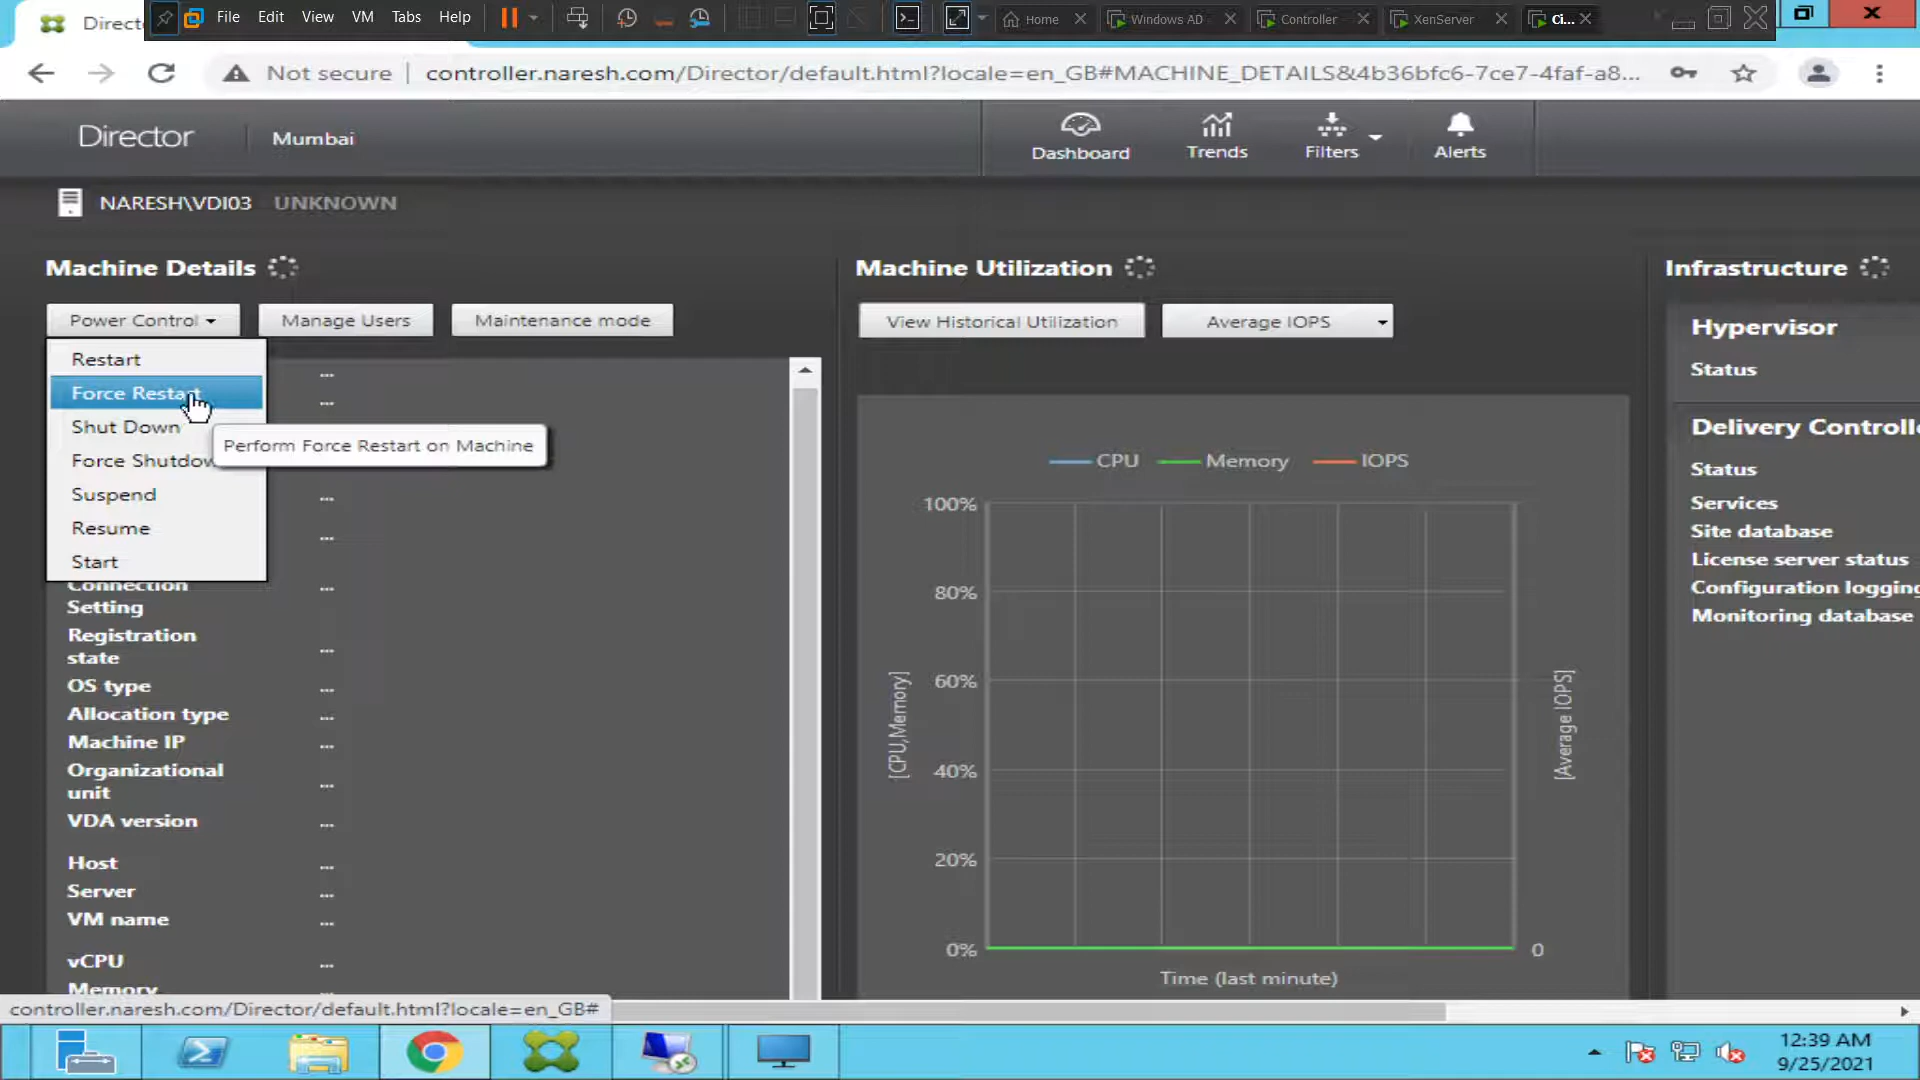 File Edit View VM Tabs Help
Home
Windows AD
Controller
XenServer
Ci...
Not secure
controller.naresh.com/Director/default.html?locale=en_GB#MACHINE_DETAILS&4b36bfc6-7ce7-4faf-a8...
Director
Mumbai
Dashboard
Trends
Filters
Alerts
NARESH\VDI03 UNKNOWN
Machine Details
Power Control
Manage Users
Maintenance mode
Restart
Force Restart
Shut Down
Force Shutdow
Suspend
Resume
Start
Perform Force Restart on Machine
...
...
...
...
Connection
Setting
...
Registration
state
...
OS type ...
Allocation type ...
Machine IP ...
Organizational
unit
...
VDA version ...
Host ...
Server ...
VM name ...
vCPU ...
Memory
Machine Utilization
View Historical Utilization
Average IOPS
CPU Memory IOPS
100%
80%
60%
40%
20%
0%
0
[CPU,Memory]
[Average IOPS]
Time (last minute)
Infrastructure
Hypervisor
Status
Delivery Controlle
Status
Services
Site database
License server status
Configuration logging
Monitoring database
controller.naresh.com/Director/default.html?locale=en_GB#
12:39 AM
9/25/2021